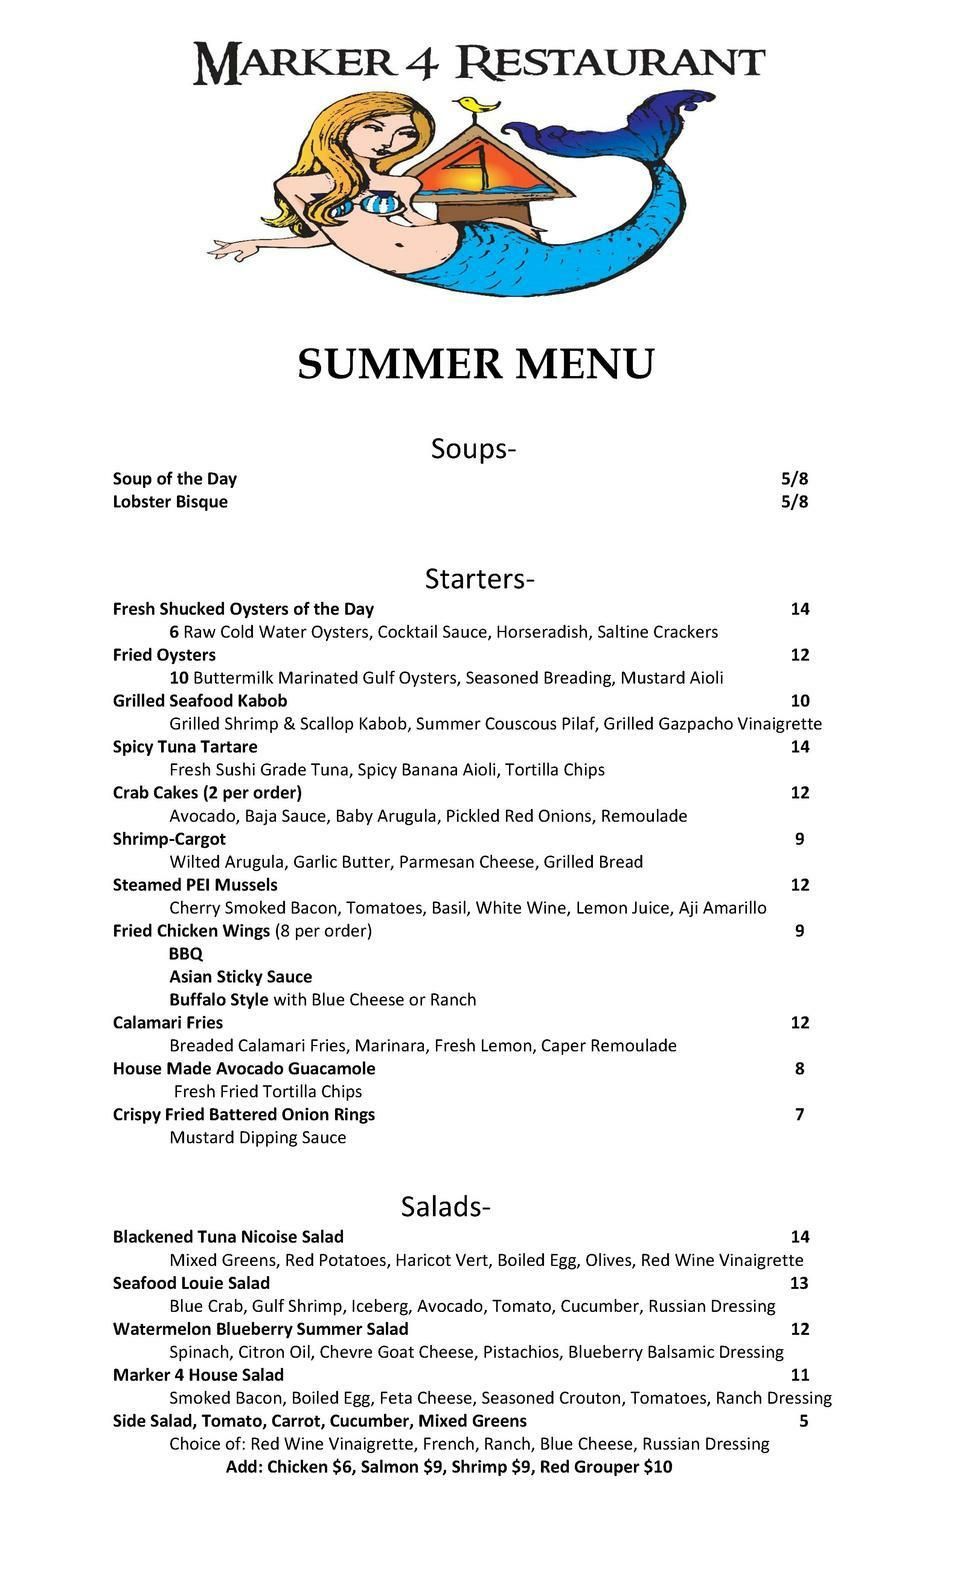 MARKER 4 RESTAURANT
4
SUMMER MENU
Soups-
Soup of the Day 5/8
Lobster Bisque 5/8
Starters-
Fresh Shucked Oysters of the Day 14
6 Raw Cold Water Oysters, Cocktail Sauce, Horseradish, Saltine Crackers
Fried Oysters 12
10 Buttermilk Marinated Gulf Oysters, Seasoned Breading, Mustard Aioli
Grilled Seafood Kabob 10
Grilled Shrimp & Scallop Kabob, Summer Couscous Pilaf, Grilled Gazpacho Vinaigrette
Spicy Tuna Tartare 14
Fresh Sushi Grade Tuna, Spicy Banana Aioli, Tortilla Chips
Crab Cakes (2 per order) 12
Avocado, Baja Sauce, Baby Arugula, Pickled Red Onions, Remoulade
Shrimp-Cargot 9
Wilted Arugula, Garlic Butter, Parmesan Cheese, Grilled Bread
Steamed PEI Mussels 12
Cherry Smoked Bacon, Tomatoes, Basil, White Wine, Lemon Juice, Aji Amarillo
Fried Chicken Wings (8 per order) 9
BBQ
Asian Sticky Sauce
Buffalo Style with Blue Cheese or Ranch
Calamari Fries 12
Breaded Calamari Fries, Marinara, Fresh Lemon, Caper Remoulade
House Made Avocado Guacamole 8
Fresh Fried Tortilla Chips
Crispy Fried Battered Onion Rings 7
Mustard Dipping Sauce
Salads-
Blackened Tuna Nicoise Salad 14
Mixed Greens, Red Potatoes, Haricot Vert, Boiled Egg, Olives, Red Wine Vinaigrette
Seafood Louie Salad 13
Blue Crab, Gulf Shrimp, Iceberg, Avocado, Tomato, Cucumber, Russian Dressing
Watermelon Blueberry Summer Salad 12
Spinach, Citron Oil, Chevre Goat Cheese, Pistachios, Blueberry Balsamic Dressing
Marker 4 House Salad 11
Smoked Bacon, Boiled Egg, Feta Cheese, Seasoned Crouton, Tomatoes, Ranch Dressing
Side Salad, Tomato, Carrot, Cucumber, Mixed Greens 5
Choice of: Red Wine Vinaigrette, French, Ranch, Blue Cheese, Russian Dressing
Add: Chicken $6, Salmon $9, Shrimp $9, Red Grouper $10